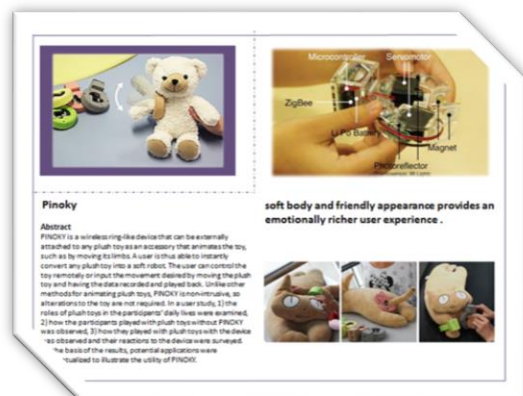 Microcontroller
Servomotor
ZigBee
Li Po Battery
Magnet
Photoreflector
Pinoky
soft body and friendly appearance provides an
emotionally richer user experience .
Abstract
PINOKY is a wireless ring-like device that can be externally
attached to any plush toy as an accessory that animates the toy,
such as by moving its limbs. A user is thus able to instantly
convert any plush toy into a soft robot. The user can control the
toy remotely or input the movement desired by moving the plush
toy and having the data recorded and played back. Unlike other
methods for animating plush toys, PINOKY is non-intrusive, so
alterations to the toy are not required. In a user study, 1) the
roles of plush toys in the participants' daily lives were examined,
2) how the participants played with plush toys without PINOKY
was observed, 3) how they played with plush toys with the device
was observed and their reactions to the device were surveyed.
the basis of the results, potential applications were
to illustrate the utility of PINOKY.